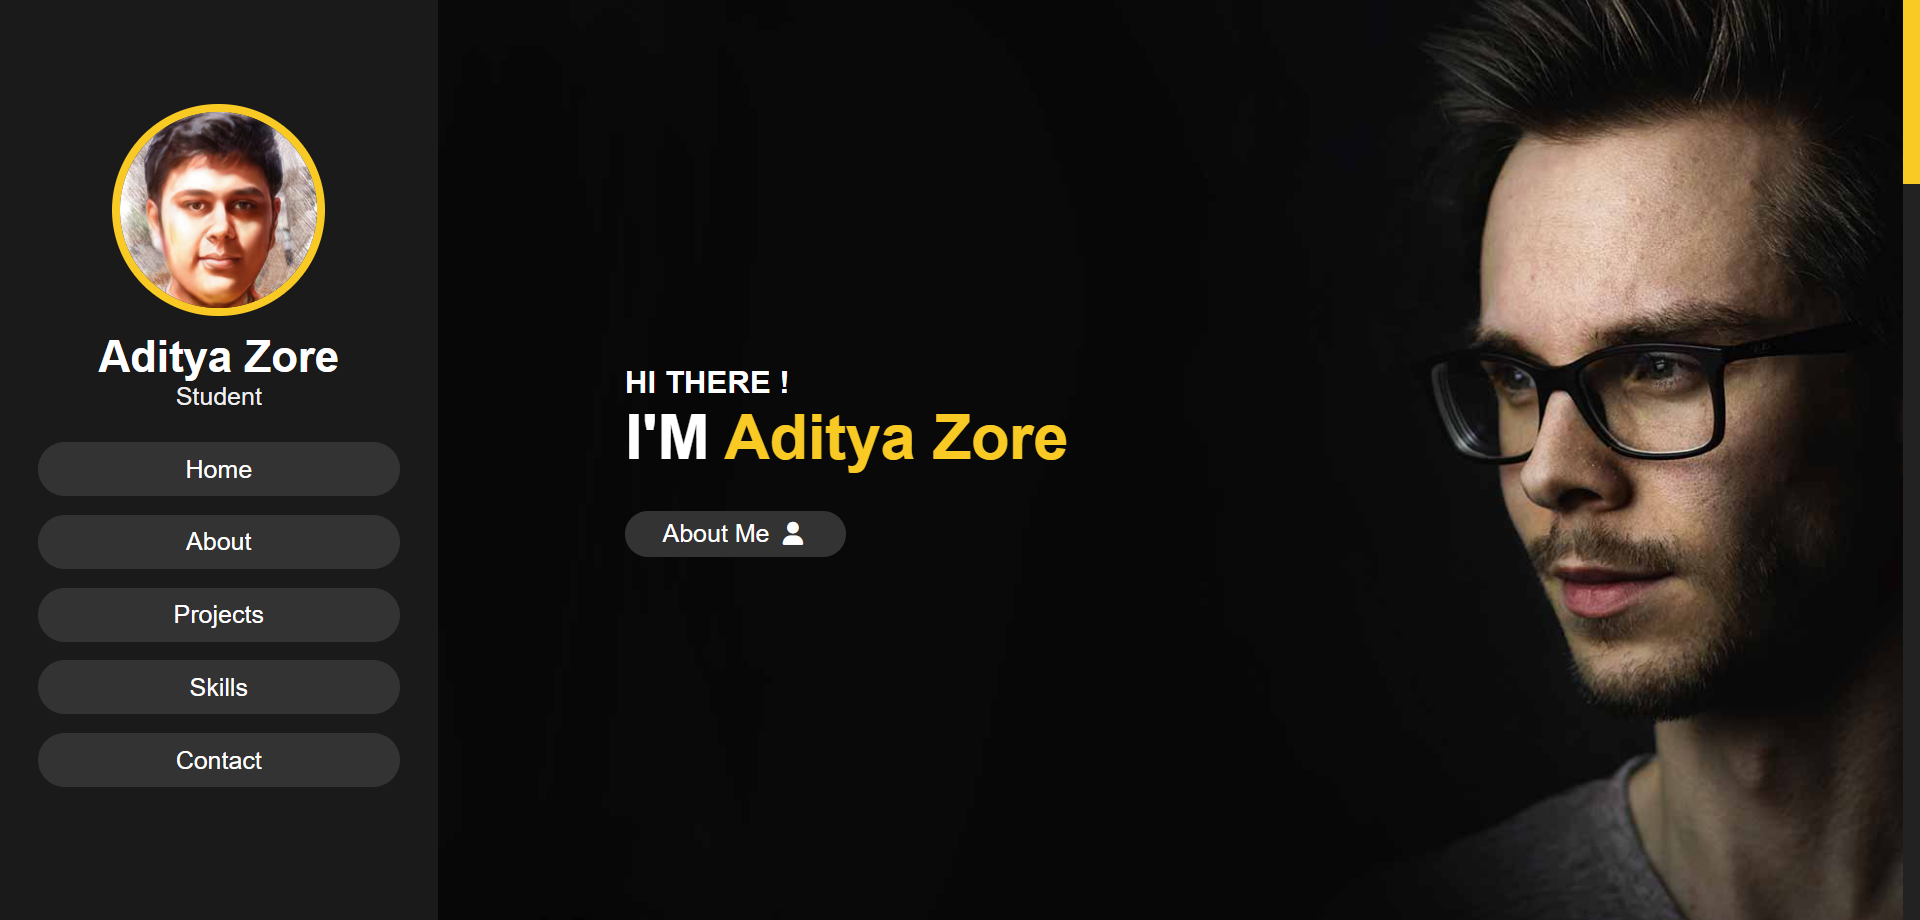 Aditya Zore
Student
Home
About
Projects
Skills
Contact
HI THERE !
I'M Aditya Zore
About Me